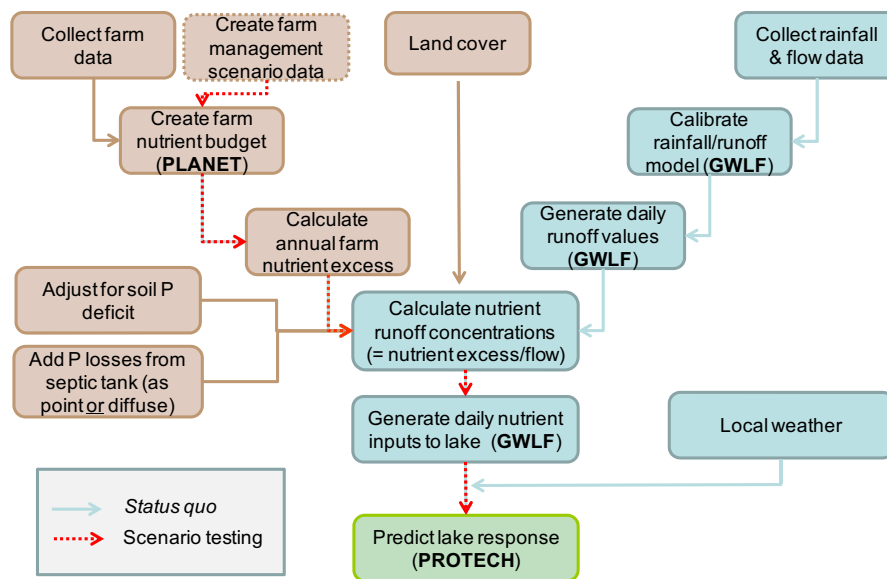 Collect farm
data
Create farm
management
scenario data
Land cover
Collect rainfall
& flow data
Create farm
nutrient budget
(PLANET)
Calibrate
rainfall/runoff
model (GWLF)
Calculate
annual farm
nutrient excess
Generate daily
runoff values
(GWLF)
Adjust for soil P
deficit
Calculate nutrient
runoff concentrations
(= nutrient excess/flow)
Add P losses from
septic tank (as
point or diffuse)
Generate daily nutrient
inputs to lake (GWLF)
Local weather
Status quo
Scenario testing
Predict lake response
(PROTECH)